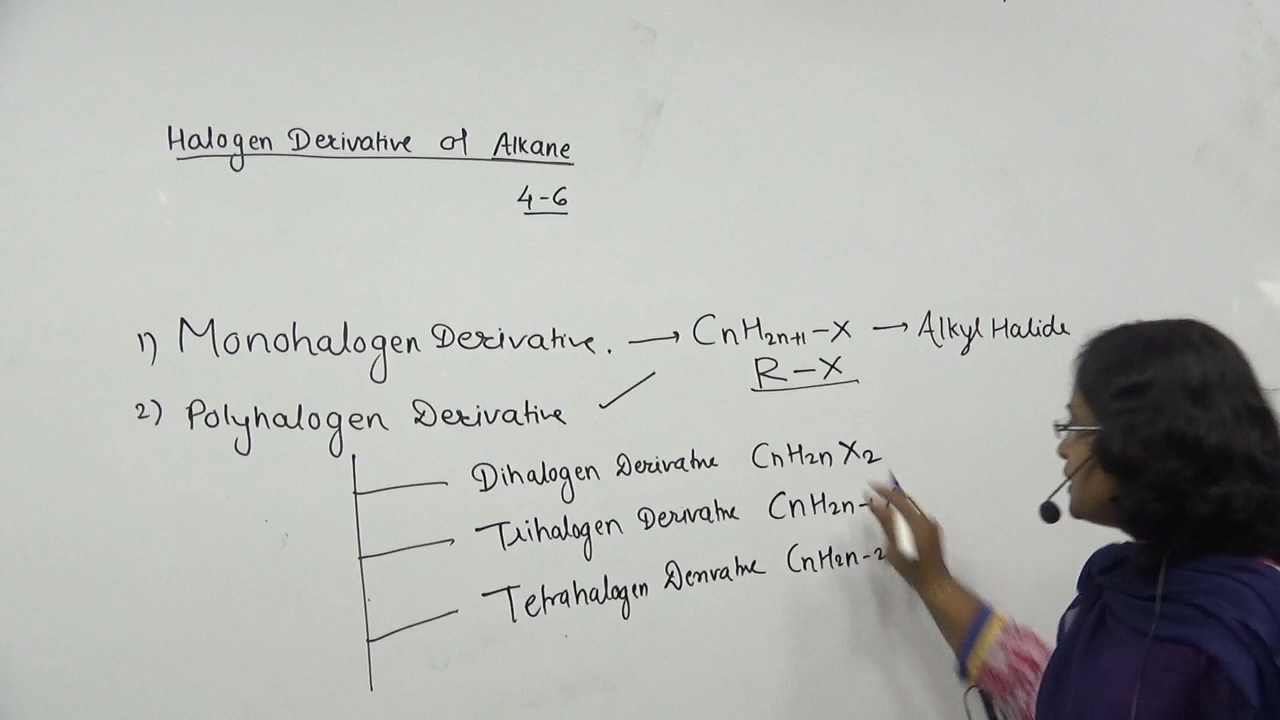 Halogen Derivative of Alkane
4-6
1) Monohalogen Derivative. → CnH2n+1-X → Alkyl Halide
R-X
2) Polyhalogen Derivative ✓
Dihalogen Derivative CnH2nX2
Trihalogen Derivative CnH2n-
Tetrahalogen Derivative CnH2n-2